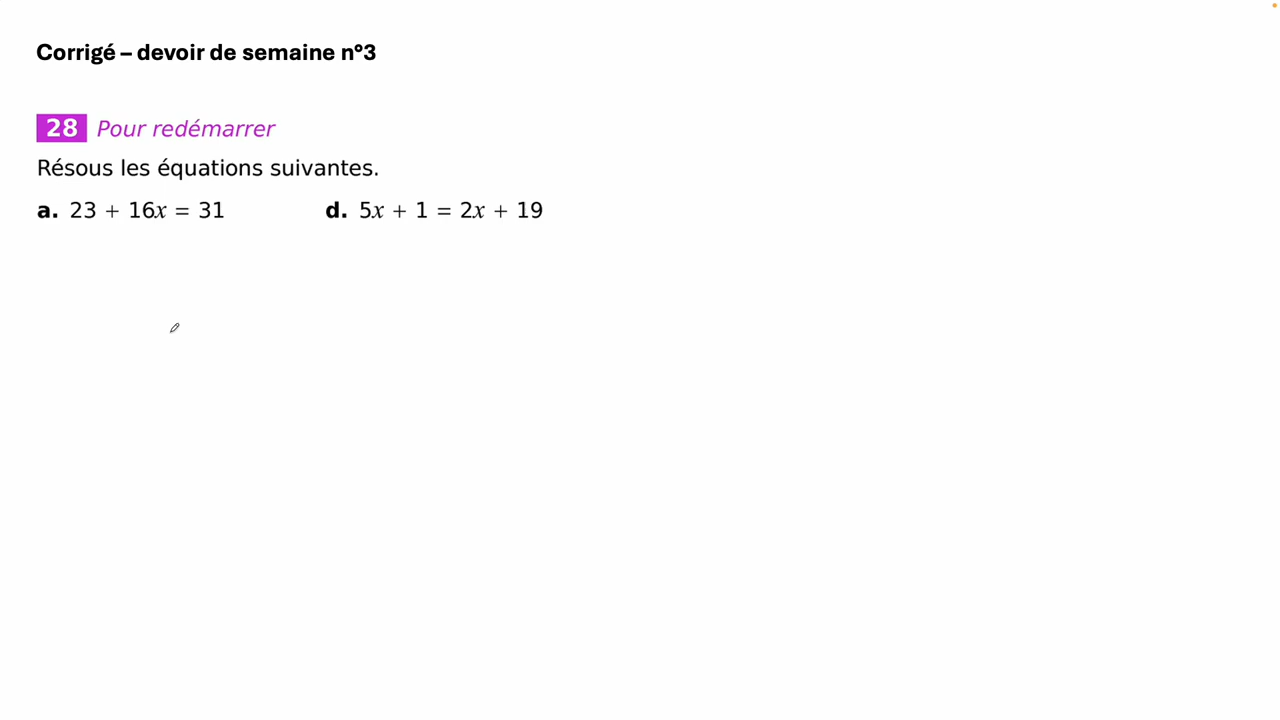 Corrigé – devoir de semaine n°3
28 Pour redémarrer
Résous les équations suivantes.
a. 23 + 16x = 31 d. 5x + 1 = 2x + 19